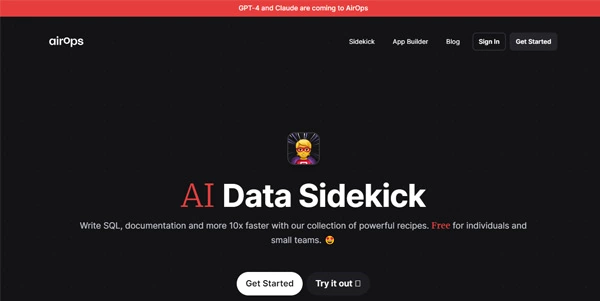 GPT-4 and Claude are coming to AirOps
airops
Sidekick
App Builder
Blog
Sign In
Get Started
AI Data Sidekick
Write SQL, documentation and more 10x faster with our collection of powerful recipes. Free for individuals and
small teams. 🤩
Get Started
Try it out